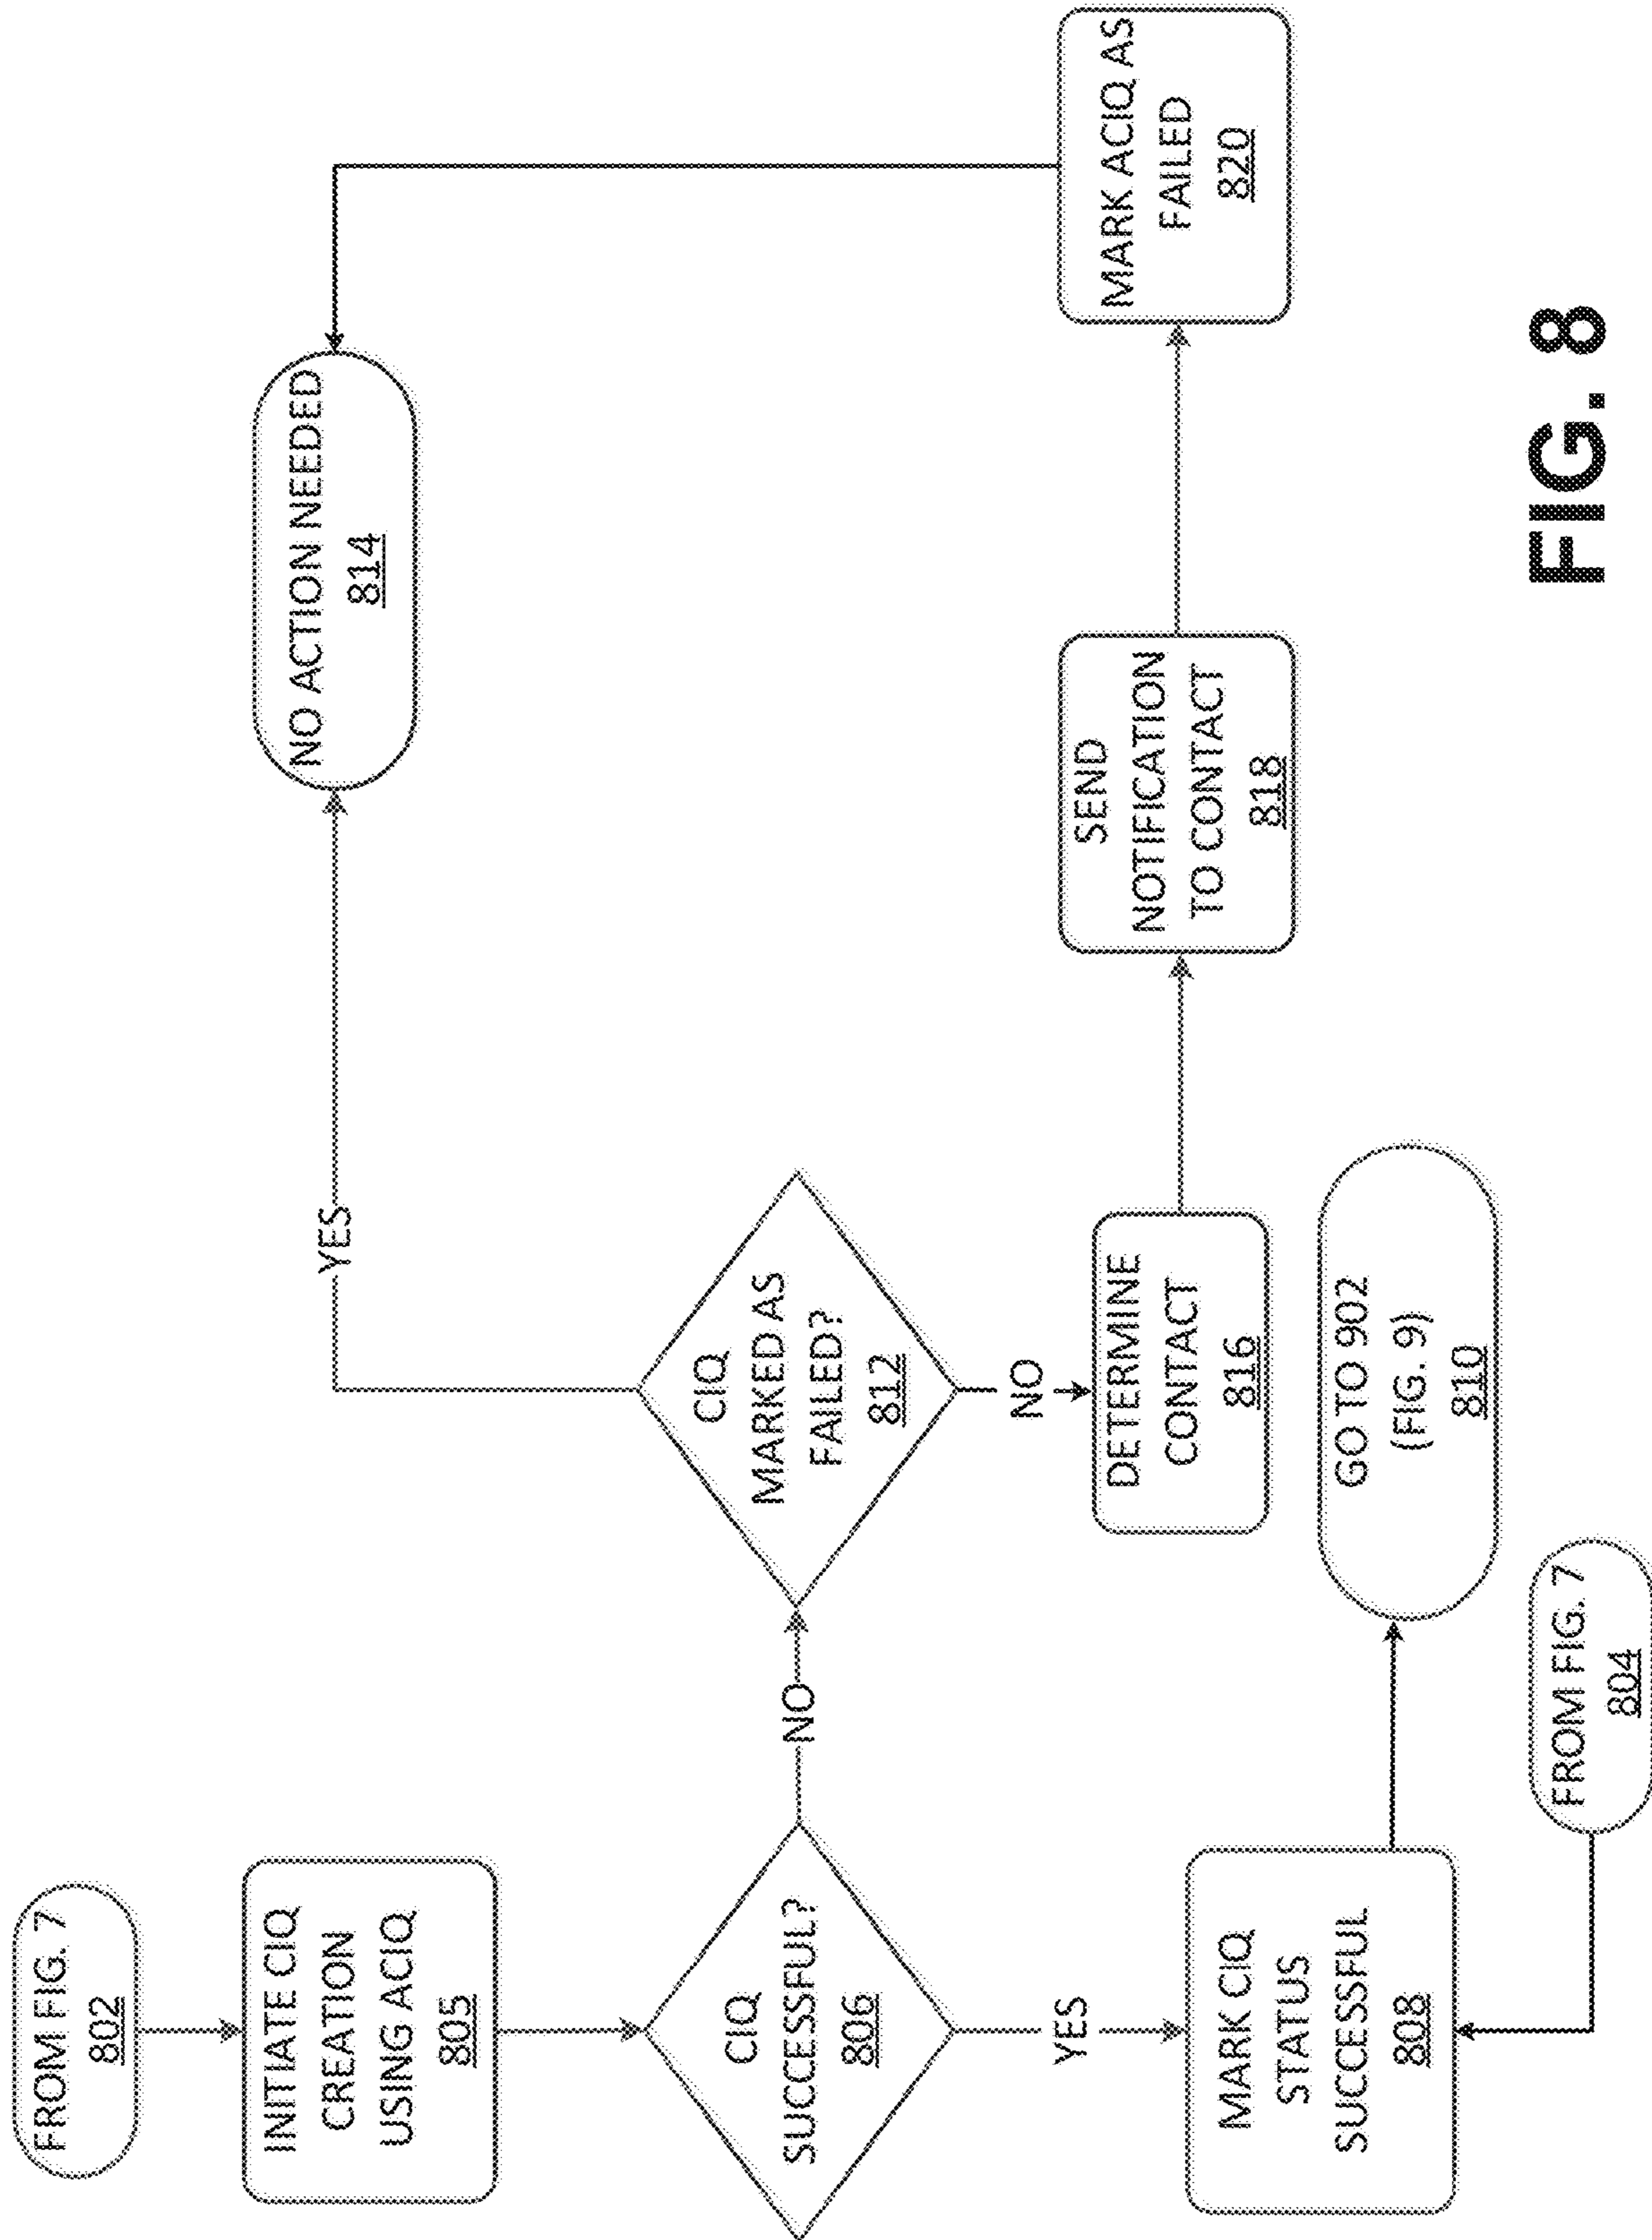 FROM FIG. 7
802
INITIATE CIQ
CREATION
USING ACIQ
805
CIQ
SUCCESSFUL?
806
NO
YES
MARK CIQ
STATUS
SUCCESSFUL
808
FROM FIG. 7
804
GO TO 902
(FIG. 9)
810
CIQ
MARKED AS
FAILED?
812
YES
NO
NO ACTION NEEDED
814
DETERMINE
CONTACT
816
SEND
NOTIFICATION
TO CONTACT
818
MARK ACIQ AS
FAILED
820
FIG. 8